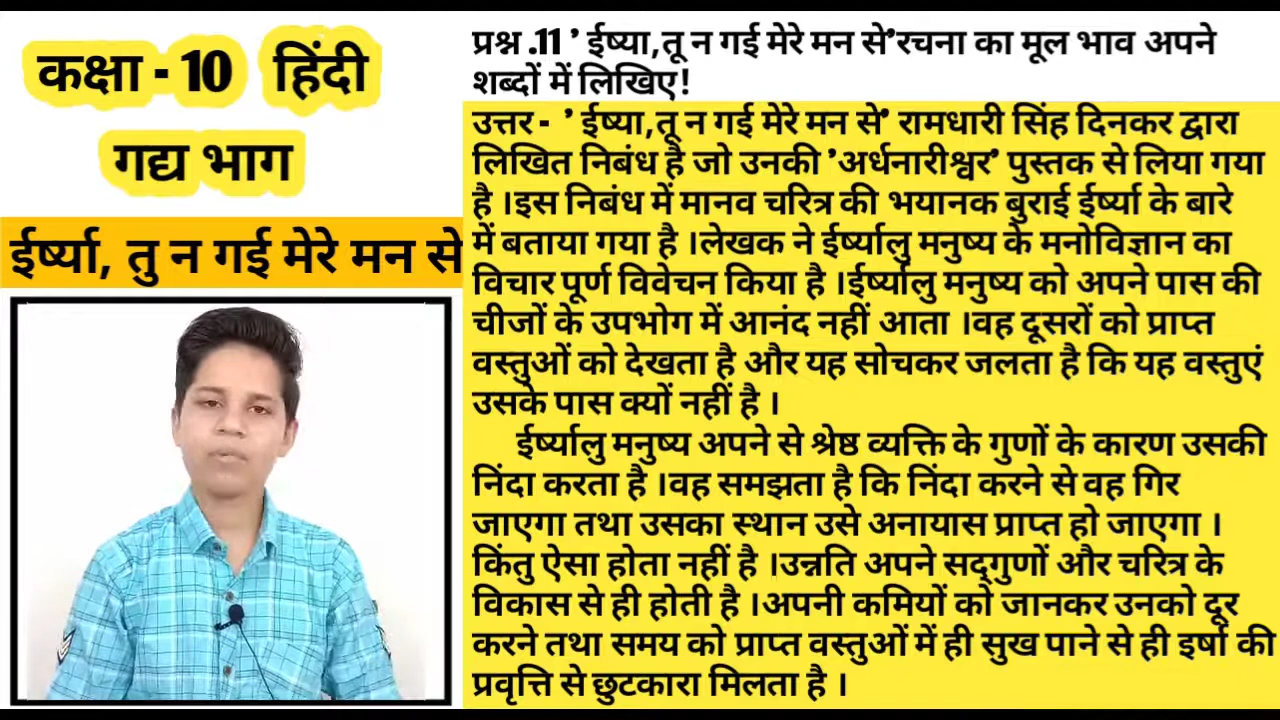 कक्षा - 10 हिंदी
गद्य भाग
ईर्ष्या, तु न गई मेरे मन से
प्रश्न .11 ’ ईष्या,तू न गई मेरे मन से’रचना का मूल भाव अपने
शब्दों में लिखिए!
उत्तर - ’ ईष्या,तू न गई मेरे मन से’ रामधारी सिंह दिनकर द्वारा
लिखित निबंध है जो उनकी ’अर्धनारीश्वर’ पुस्तक से लिया गया
है ।इस निबंध में मानव चरित्र की भयानक बुराई ईर्ष्या के बारे
में बताया गया है ।लेखक ने ईर्ष्यालु मनुष्य के मनोविज्ञान का
विचार पूर्ण विवेचन किया है ।ईर्ष्यालु मनुष्य को अपने पास की
चीजों के उपभोग में आनंद नहीं आता ।वह दूसरों को प्राप्त
वस्तुओं को देखता है और यह सोचकर जलता है कि यह वस्तुएं
उसके पास क्यों नहीं है ।
ईर्ष्यालु मनुष्य अपने से श्रेष्ठ व्यक्ति के गुणों के कारण उसकी
निंदा करता है ।वह समझता है कि निंदा करने से वह गिर
जाएगा तथा उसका स्थान उसे अनायास प्राप्त हो जाएगा ।
किंतु ऐसा होता नहीं है ।उन्नति अपने सद्गुणों और चरित्र के
विकास से ही होती है ।अपनी कमियों को जानकर उनको दूर
करने तथा समय को प्राप्त वस्तुओं में ही सुख पाने से ही इर्षा की
प्रवृत्ति से छुटकारा मिलता है ।